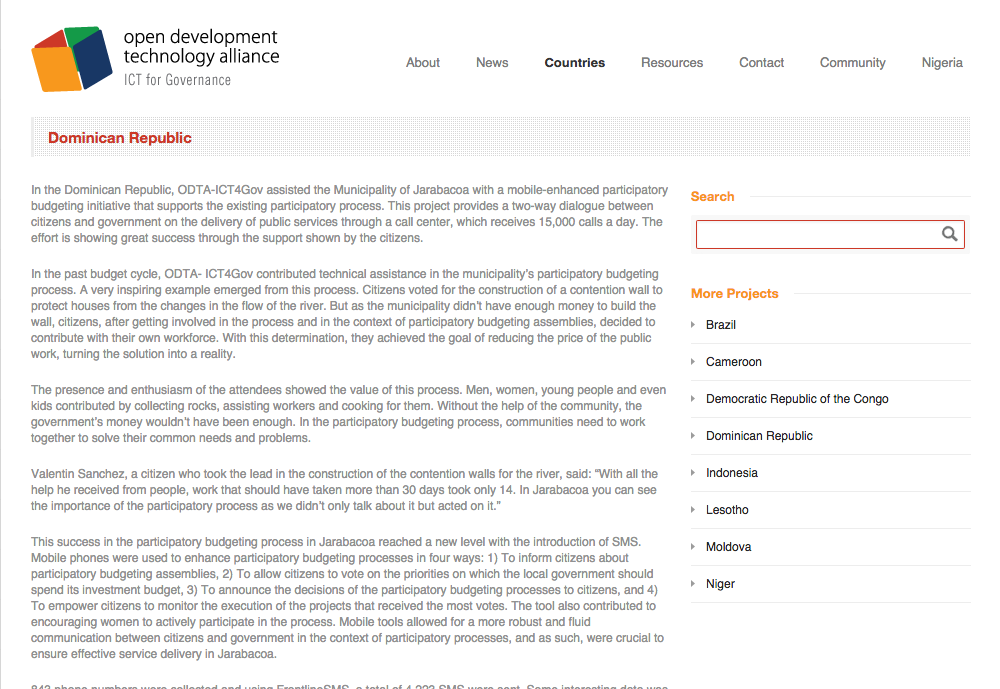 open development
technology alliance
ICT for Governance
About News Countries Resources Contact Community Nigeria
Dominican Republic
In the Dominican Republic, ODTA-ICT4Gov assisted the Municipality of Jarabacoa with a mobile-enhanced participatory
budgeting initiative that supports the existing participatory process. This project provides a two-way dialogue between
citizens and government on the delivery of public services through a call center, which receives 15,000 calls a day. The
effort is showing great success through the support shown by the citizens.
In the past budget cycle, ODTA- ICT4Gov contributed technical assistance in the municipality's participatory budgeting
process. A very inspiring example emerged from this process. Citizens voted for the construction of a contention wall to
protect houses from the changes in the flow of the river. But as the municipality didn't have enough money to build the
wall, citizens, after getting involved in the process and in the context of participatory budgeting assemblies, decided to
contribute with their own workforce. With this determination, they achieved the goal of reducing the price of the public
work, turning the solution into a reality.
The presence and enthusiasm of the attendees showed the value of this process. Men, women, young people and even
kids contributed by collecting rocks, assisting workers and cooking for them. Without the help of the community, the
government's money wouldn't have been enough. In the participatory budgeting process, communities need to work
together to solve their common needs and problems.
Valentin Sanchez, a citizen who took the lead in the construction of the contention walls for the river, said: “With all the
help he received from people, work that should have taken more than 30 days took only 14. In Jarabacoa you can see
the importance of the participatory process as we didn't only talk about it but acted on it.”
This success in the participatory budgeting process in Jarabacoa reached a new level with the introduction of SMS.
Mobile phones were used to enhance participatory budgeting processes in four ways: 1) To inform citizens about
participatory budgeting assemblies, 2) To allow citizens to vote on the priorities on which the local government should
spend its investment budget, 3) To announce the decisions of the participatory budgeting processes to citizens, and 4)
To empower citizens to monitor the execution of the projects that received the most votes. The tool also contributed to
encouraging women to actively participate in the process. Mobile tools allowed for a more robust and fluid
communication between citizens and government in the context of participatory processes, and as such, were crucial to
ensure effective service delivery in Jarabacoa.
843 phone numbers were collected and using FrontlineSMS, a total of 4,223 SMS were sent. Some interesting data was
Search
More Projects
Brazil
Cameroon
Democratic Republic of the Congo
Dominican Republic
Indonesia
Lesotho
Moldova
Niger